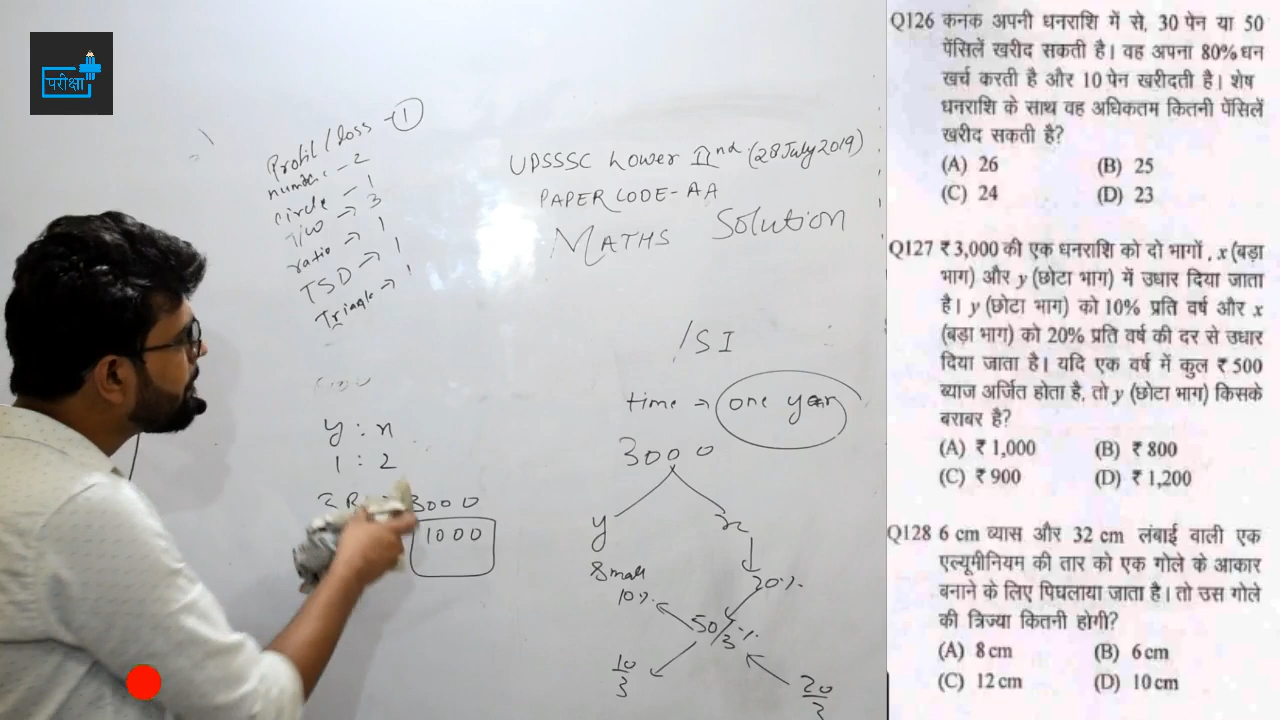 परीक्षा
Profit/loss - 1
numeric - 2
circle - 1
T/W → 3
ratio → 1
TSD → 1
Triangle → 1
UPSSSC Lower IInd (28 July 2019)
PAPER CODE - AA
MATHS Solution
/SI
time → one year
3000
y x
Small
20%
10%
50/3%
10/3
20/3
y : x
1 : 2
3000
1000
Q126 कनक अपनी धनराशि में से, 30 पेन या 50
पेंसिलें खरीद सकती है। वह अपना 80% धन
खर्च करती है और 10 पेन खरीदती है। शेष
धनराशि के साथ वह अधिकतम कितनी पेंसिलें
खरीद सकती है?
(A) 26 (B) 25
(C) 24 (D) 23
Q127 ₹ 3,000 की एक धनराशि को दो भागों, x (बड़ा
भाग) और y (छोटा भाग) में उधार दिया जाता
है। y (छोटा भाग) को 10% प्रति वर्ष और x
(बड़ा भाग) को 20% प्रति वर्ष की दर से उधार
दिया जाता है। यदि एक वर्ष में कुल ₹ 500
ब्याज अर्जित होता है, तो y (छोटा भाग) किसके
बराबर है?
(A) ₹ 1,000 (B) ₹ 800
(C) ₹ 900 (D) ₹ 1,200
Q128 6 cm व्यास और 32 cm लंबाई वाली एक
एल्यूमीनियम की तार को एक गोले के आकार
बनाने के लिए पिघलाया जाता है। तो उस गोले
की त्रिज्या कितनी होगी?
(A) 8 cm (B) 6 cm
(C) 12 cm (D) 10 cm